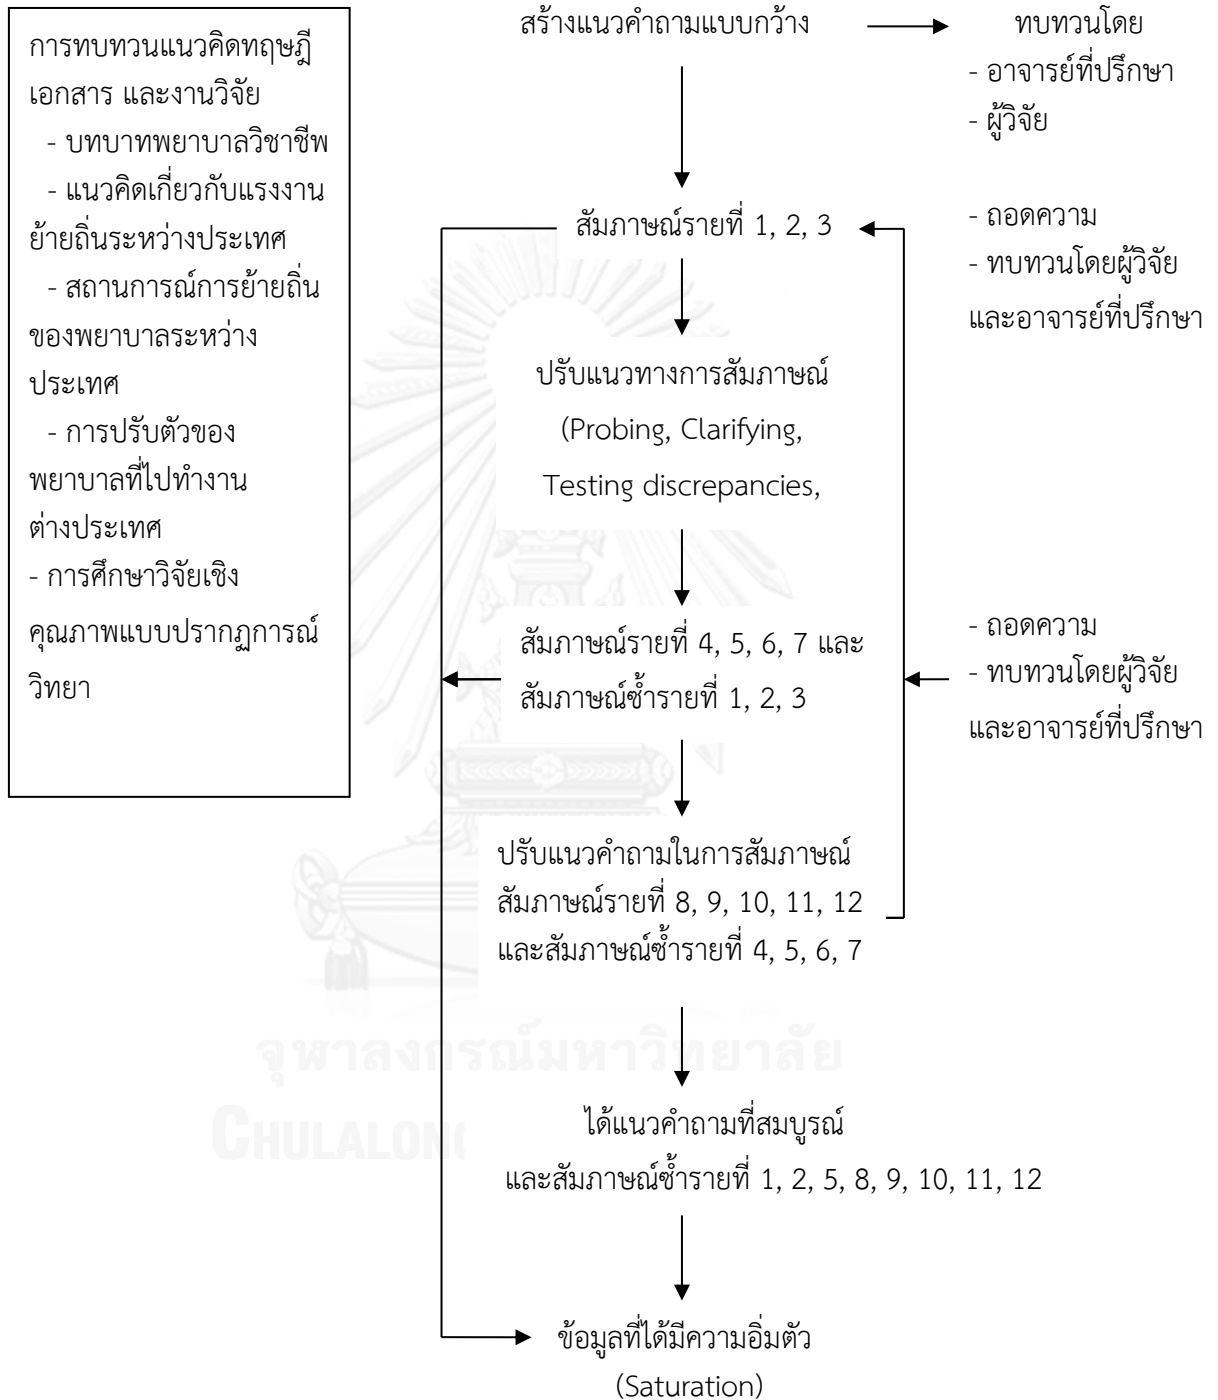 การทบทวนแนวคิดทฤษฎี
เอกสาร และงานวิจัย
- บทบาทพยาบาลวิชาชีพ
- แนวคิดเกี่ยวกับแรงงาน
ย้ายถิ่นระหว่างประเทศ
- สถานการณ์การย้ายถิ่น
ของพยาบาลระหว่าง
ประเทศ
- การปรับตัวของ
พยาบาลที่ไปทำงาน
ต่างประเทศ
- การศึกษาวิจัยเชิง
คุณภาพแบบปรากฏการณ์
วิทยา
สร้างแนวคำถามแบบกว้าง
ทบทวนโดย
- อาจารย์ที่ปรึกษา
- ผู้วิจัย
สัมภาษณ์รายที่ 1, 2, 3
- ถอดความ
- ทบทวนโดยผู้วิจัย
และอาจารย์ที่ปรึกษา
ปรับแนวทางการสัมภาษณ์
(Probing, Clarifying,
Testing discrepancies,
สัมภาษณ์รายที่ 4, 5, 6, 7 และ
สัมภาษณ์ซ้ำรายที่ 1, 2, 3
- ถอดความ
- ทบทวนโดยผู้วิจัย
และอาจารย์ที่ปรึกษา
ปรับแนวคำถามในการสัมภาษณ์
สัมภาษณ์รายที่ 8, 9, 10, 11, 12
และสัมภาษณ์ซ้ำรายที่ 4, 5, 6, 7
จุฬาลงกรณ์มหาวิทยาลัย
CHULALON
ได้แนวคำถามที่สมบูรณ์
และสัมภาษณ์ซ้ำรายที่ 1, 2, 5, 8, 9, 10, 11, 12
ข้อมูลที่ได้มีความอิ่มตัว
(Saturation)